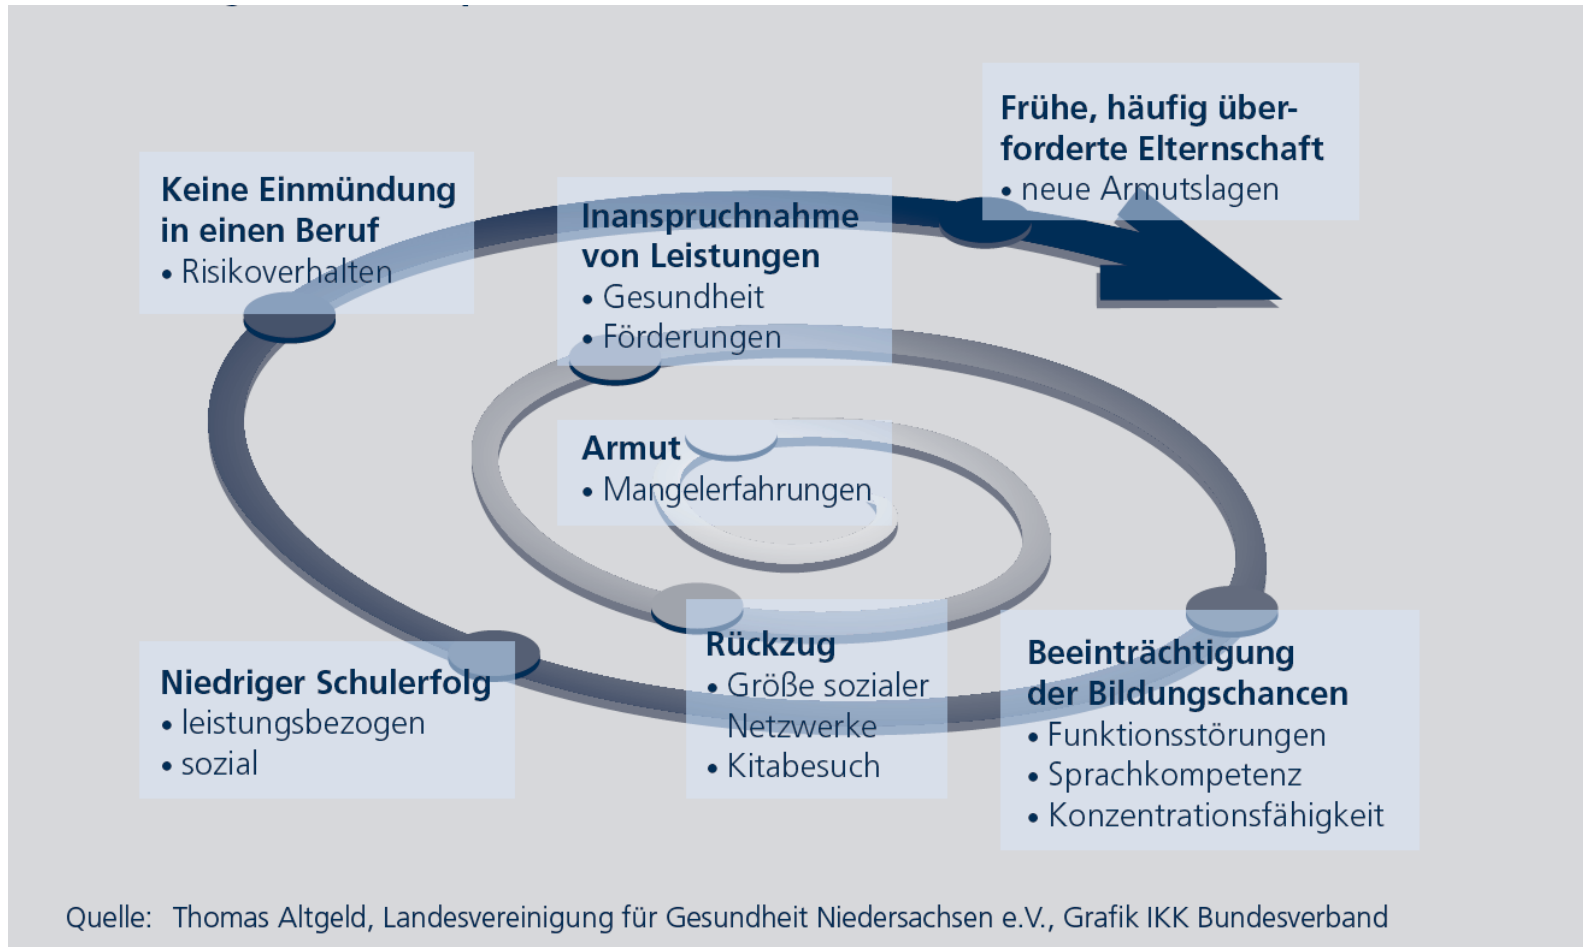 Frühe, häufig über-
forderte Elternschaft
• neue Armutslagen
Keine Einmündung
in einen Beruf
• Risikoverhalten
Inanspruchnahme
von Leistungen
• Gesundheit
• Förderungen
Armut
• Mangelerfahrungen
Rückzug
• Größe sozialer
Netzwerke
• Kitabesuch
Beeinträchtigung
der Bildungschancen
• Funktionsstörungen
• Sprachkompetenz
• Konzentrationsfähigkeit
Niedriger Schulerfolg
• leistungsbezogen
• sozial
Quelle: Thomas Altgeld, Landesvereinigung für Gesundheit Niedersachsen e.V., Grafik IKK Bundesverband